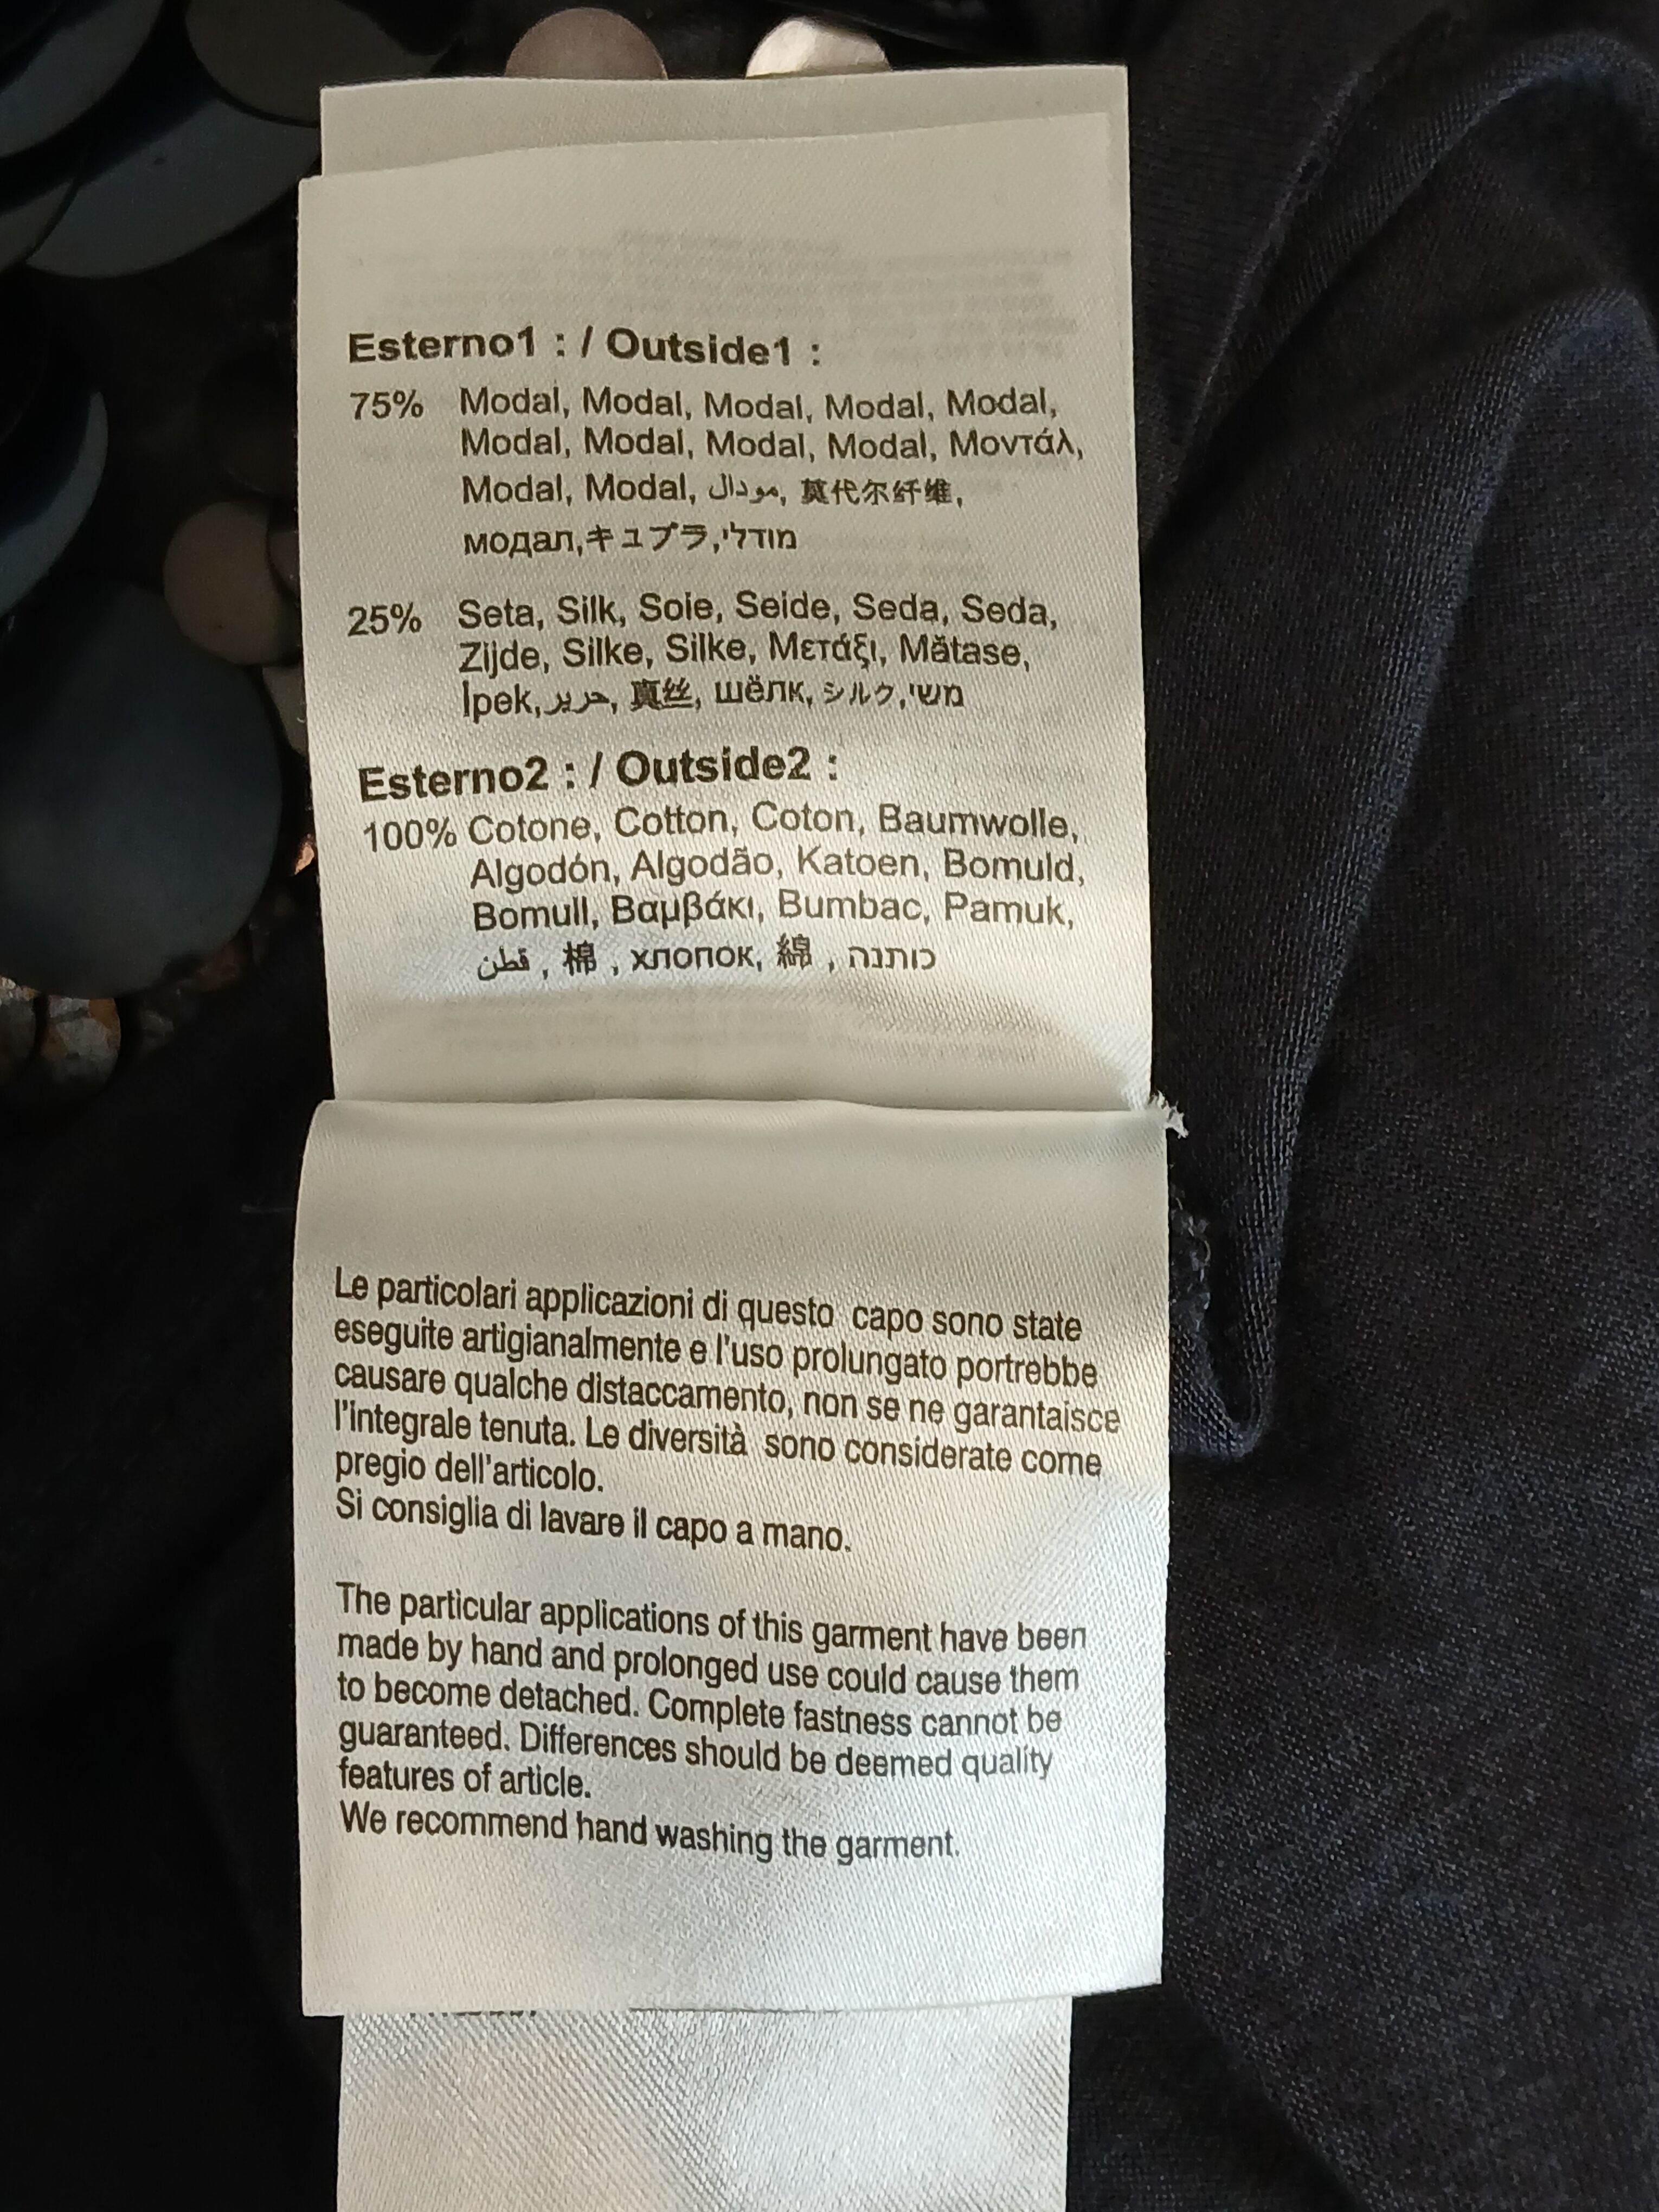 Esterno1 : / Outside1 :
75% Modal, Modal, Modal, Modal, Modal,
Modal, Modal, Modal, Modal, Μοντάλ,
Modal, Modal, مودال, 莫代尔纤维,
модал,キュプラ,מודלי
25% Seta, Silk, Soie, Seide, Seda, Seda,
Zijde, Silke, Silke, Μετάξι, Mătase,
İpek,حرير, 真丝, шёлк, シルク,משי
Esterno2 : / Outside2 :
100% Cotone, Cotton, Coton, Baumwolle,
Algodón, Algodão, Katoen, Bomuld,
Bomull, Βαμβάκι, Bumbac, Pamuk,
قطن , 棉 , хлопок, 綿 , כותנה
Le particolari applicazioni di questo capo sono state
eseguite artigianalmente e l'uso prolungato portrebbe
causare qualche distaccamento, non se ne garantaisce
l'integrale tenuta. Le diversità sono considerate come
pregio dell'articolo.
Si consiglia di lavare il capo a mano.
The particular applications of this garment have been
made by hand and prolonged use could cause them
to become detached. Complete fastness cannot be
guaranteed. Differences should be deemed quality
features of article.
We recommend hand washing the garment.